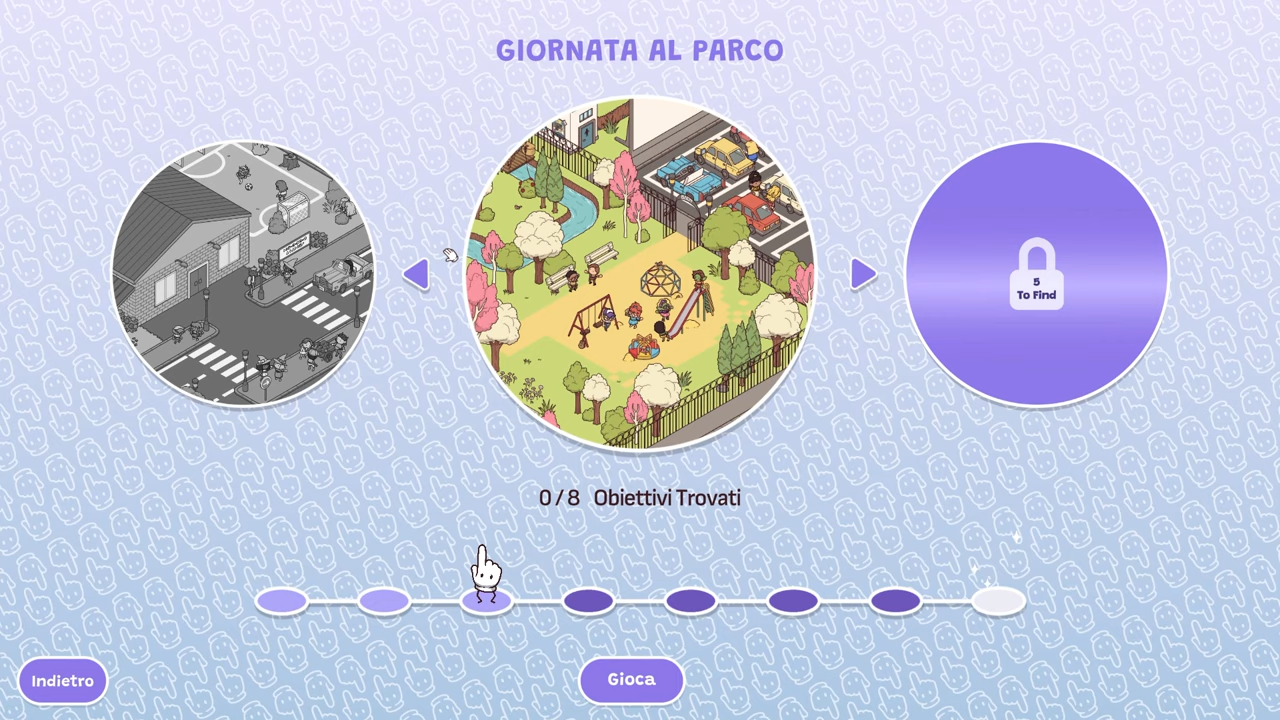 GIORNATA AL PARCO
5
To Find
0 / 8 Obiettivi Trovati
Indietro
Gioca